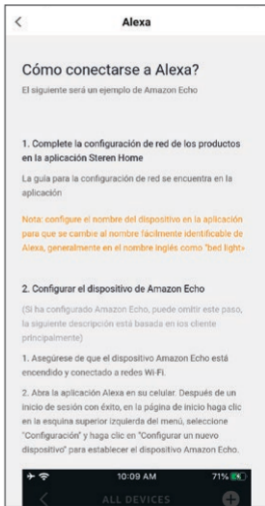 Alexa
Cómo conectarse a Alexa?
El siguiente será un ejemplo de Amazon Echo
1. Complete la configuración de red de los productos
en la aplicación Steren Home
La guía para la configuración de red se encuentra en la
aplicación
Nota: configure el nombre del dispositivo en la aplicación
para que se cambie al nombre fácilmente identificable de
Alexa, generalmente en el nombre inglés como "bed light»
2. Configurar el dispositivo de Amazon Echo
(Si ha configurado Amazon Echo, puede omitir este paso,
la siguiente descripción está basada en ios cliente
principalmente)
1. Asegúrese de que el dispositivo Amazon Echo está
encendido y conectado a redes Wi-Fi.
2. Abra la aplicación Alexa en su celular. Después de un
inicio de sesión con éxito, en la página de inicio haga clic
en la esquina superior izquierda del menú, seleccione
"Configuración" y haga clic en "Configurar un nuevo
dispositivo" para establecer el dispositivo Amazon Echo.
10:09 AM 71%
ALL DEVICES